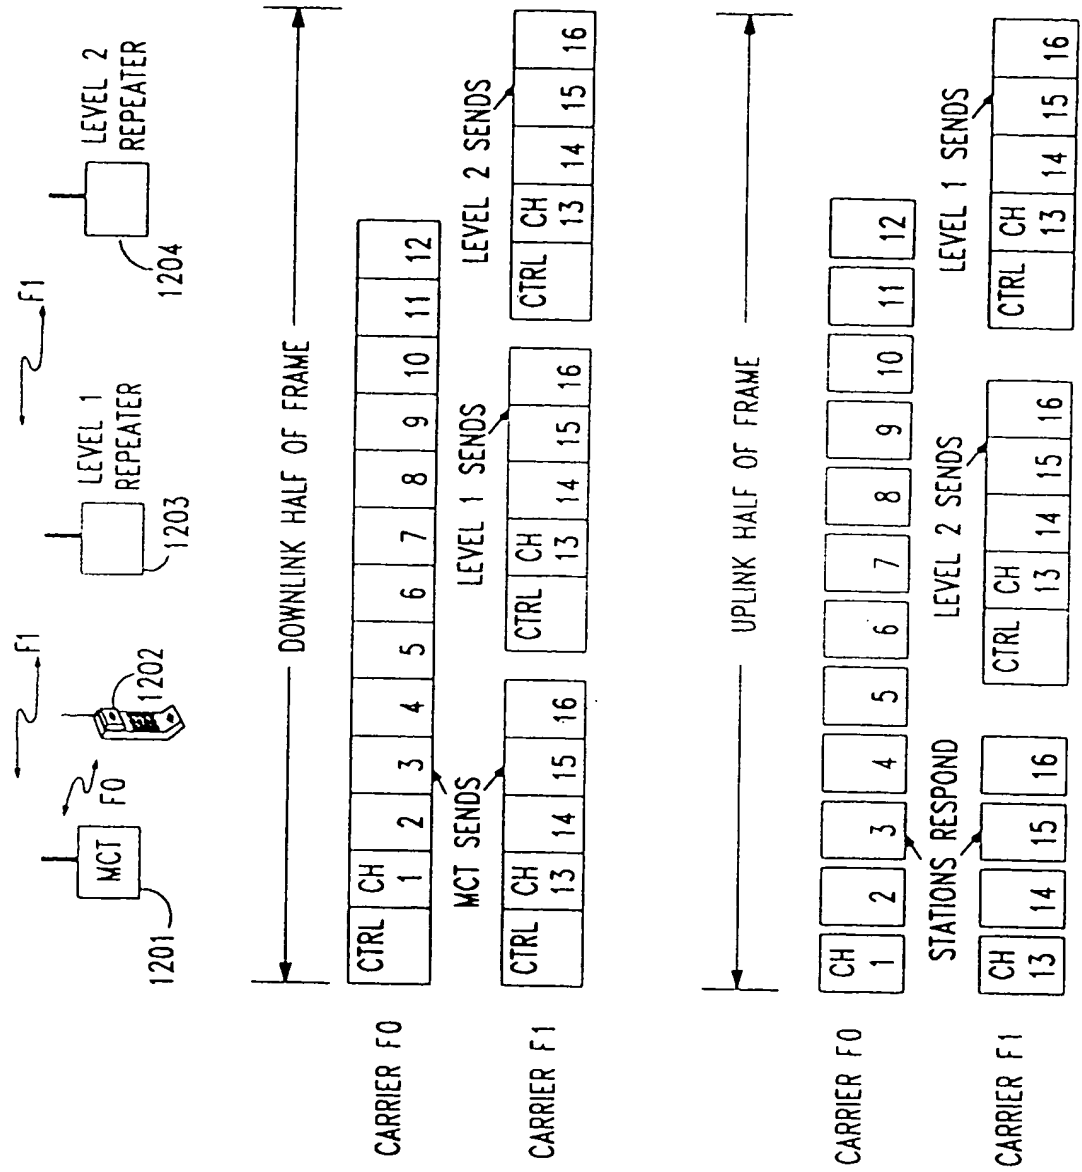 F1
F1
MCT
F0
1201
1202
LEVEL 1
REPEATER
1203
LEVEL 2
REPEATER
1204
DOWNLINK HALF OF FRAME
CARRIER F0
CTRL CH 1 2 3 4 5 6 7 8 9 10 11 12
MCT SENDS
LEVEL 1 SENDS
LEVEL 2 SENDS
CARRIER F1
CTRL CH 13 14 15 16
CTRL CH 13 14 15 16
CTRL CH 13 14 15 16
UPLINK HALF OF FRAME
CARRIER F0
CH 1 2 3 4 5 6 7 8 9 10 11 12
STATIONS RESPOND
LEVEL 2 SENDS
LEVEL 1 SENDS
CARRIER F1
CH 13 14 15 16
CTRL CH 13 14 15 16
CTRL CH 13 14 15 16